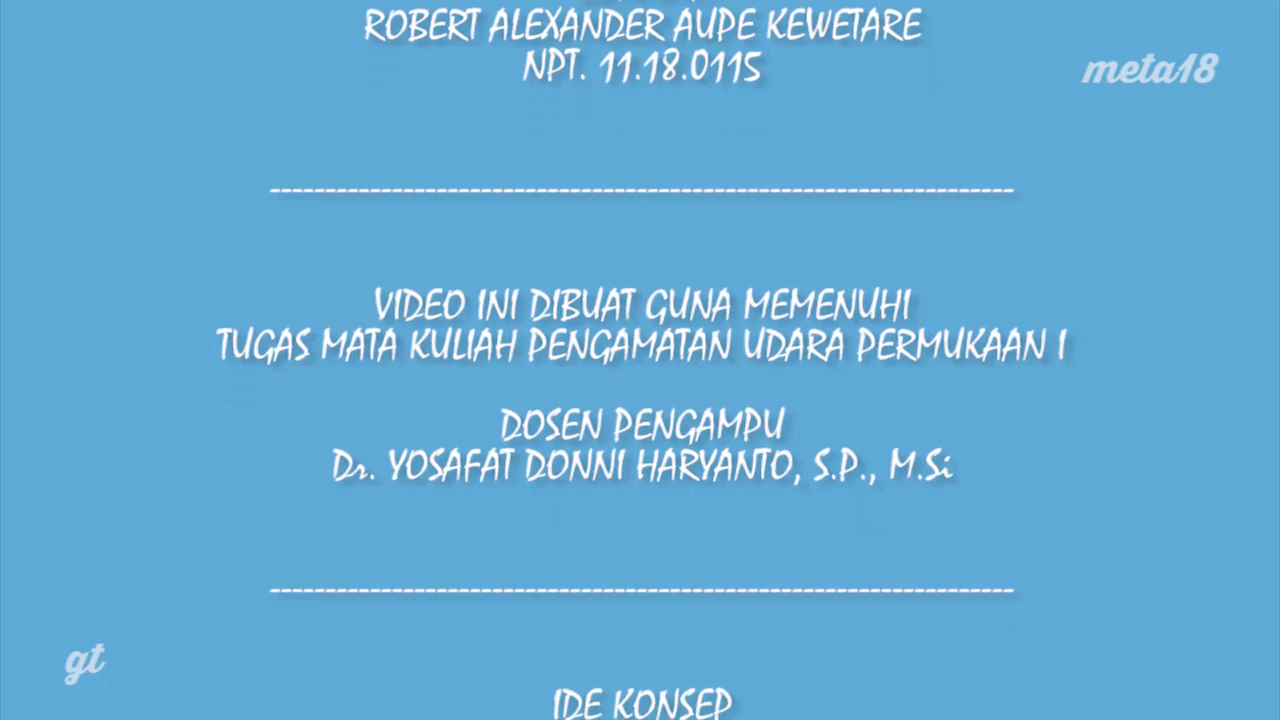 ROBERT ALEXANDER AUPE KEWETARE
NPT. 11.18.0115
meta18
VIDEO INI DIBUAT GUNA MEMENUHI
TUGAS MATA KULIAH PENGAMATAN UDARA PERMUKAAN I
DOSEN PENGAMPU
Dr. YOSAFAT DONNI HARYANTO, S.P., M.Si
gt
IDE KONSEP